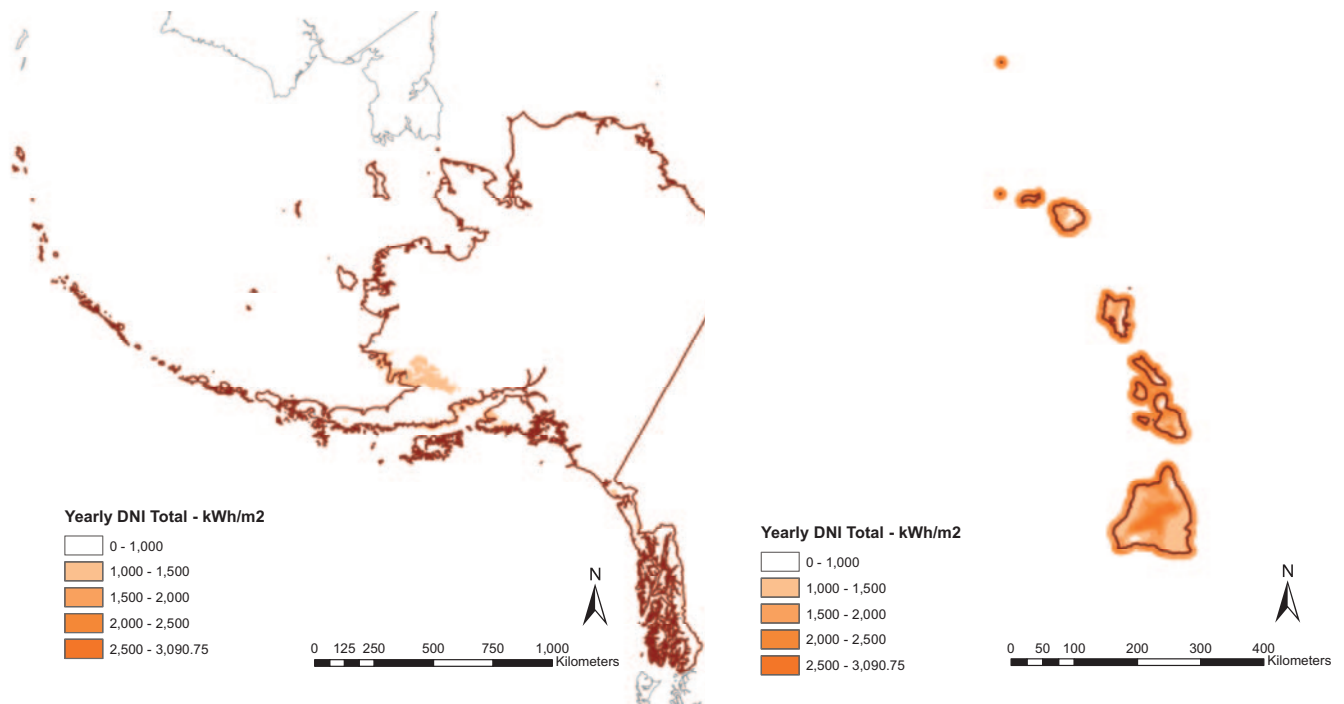 Yearly DNI Total - kWh/m2
0 - 1,000
1,000 - 1,500
1,500 - 2,000
2,000 - 2,500
2,500 - 3,090.75
N
0 125 250 500 750 1,000
Kilometers
Yearly DNI Total - kWh/m2
0 - 1,000
1,000 - 1,500
1,500 - 2,000
2,000 - 2,500
2,500 - 3,090.75
N
0 50 100 200 300 400
Kilometers